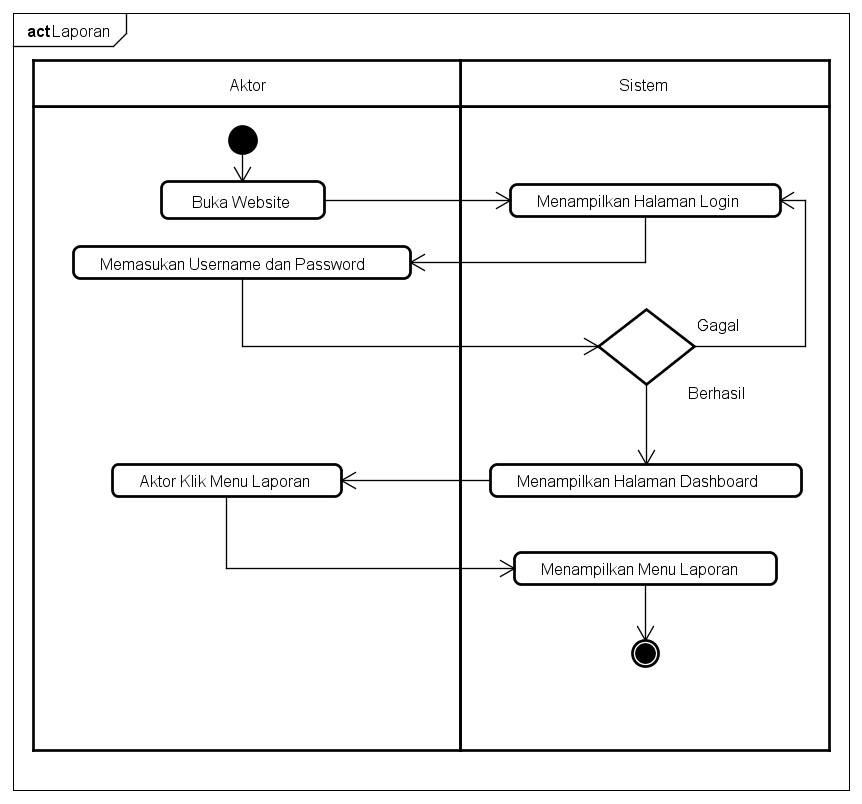 act Laporan
Aktor
Sistem
Buka Website
Menampilkan Halaman Login
Memasukan Username dan Password
Gagal
Berhasil
Aktor Klik Menu Laporan
Menampilkan Halaman Dashboard
Menampilkan Menu Laporan